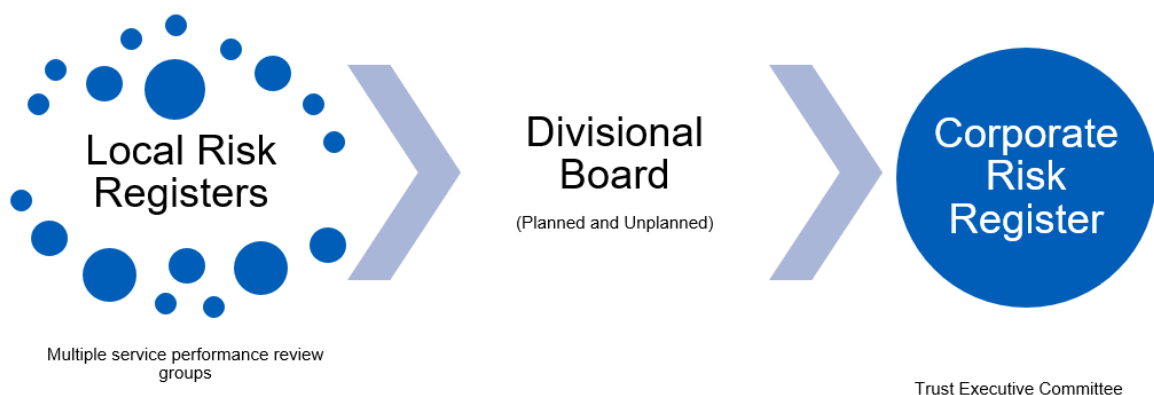 Local Risk
Registers
Multiple service performance review
groups
Divisional
Board
(Planned and Unplanned)
Corporate
Risk
Register
Trust Executive Committee